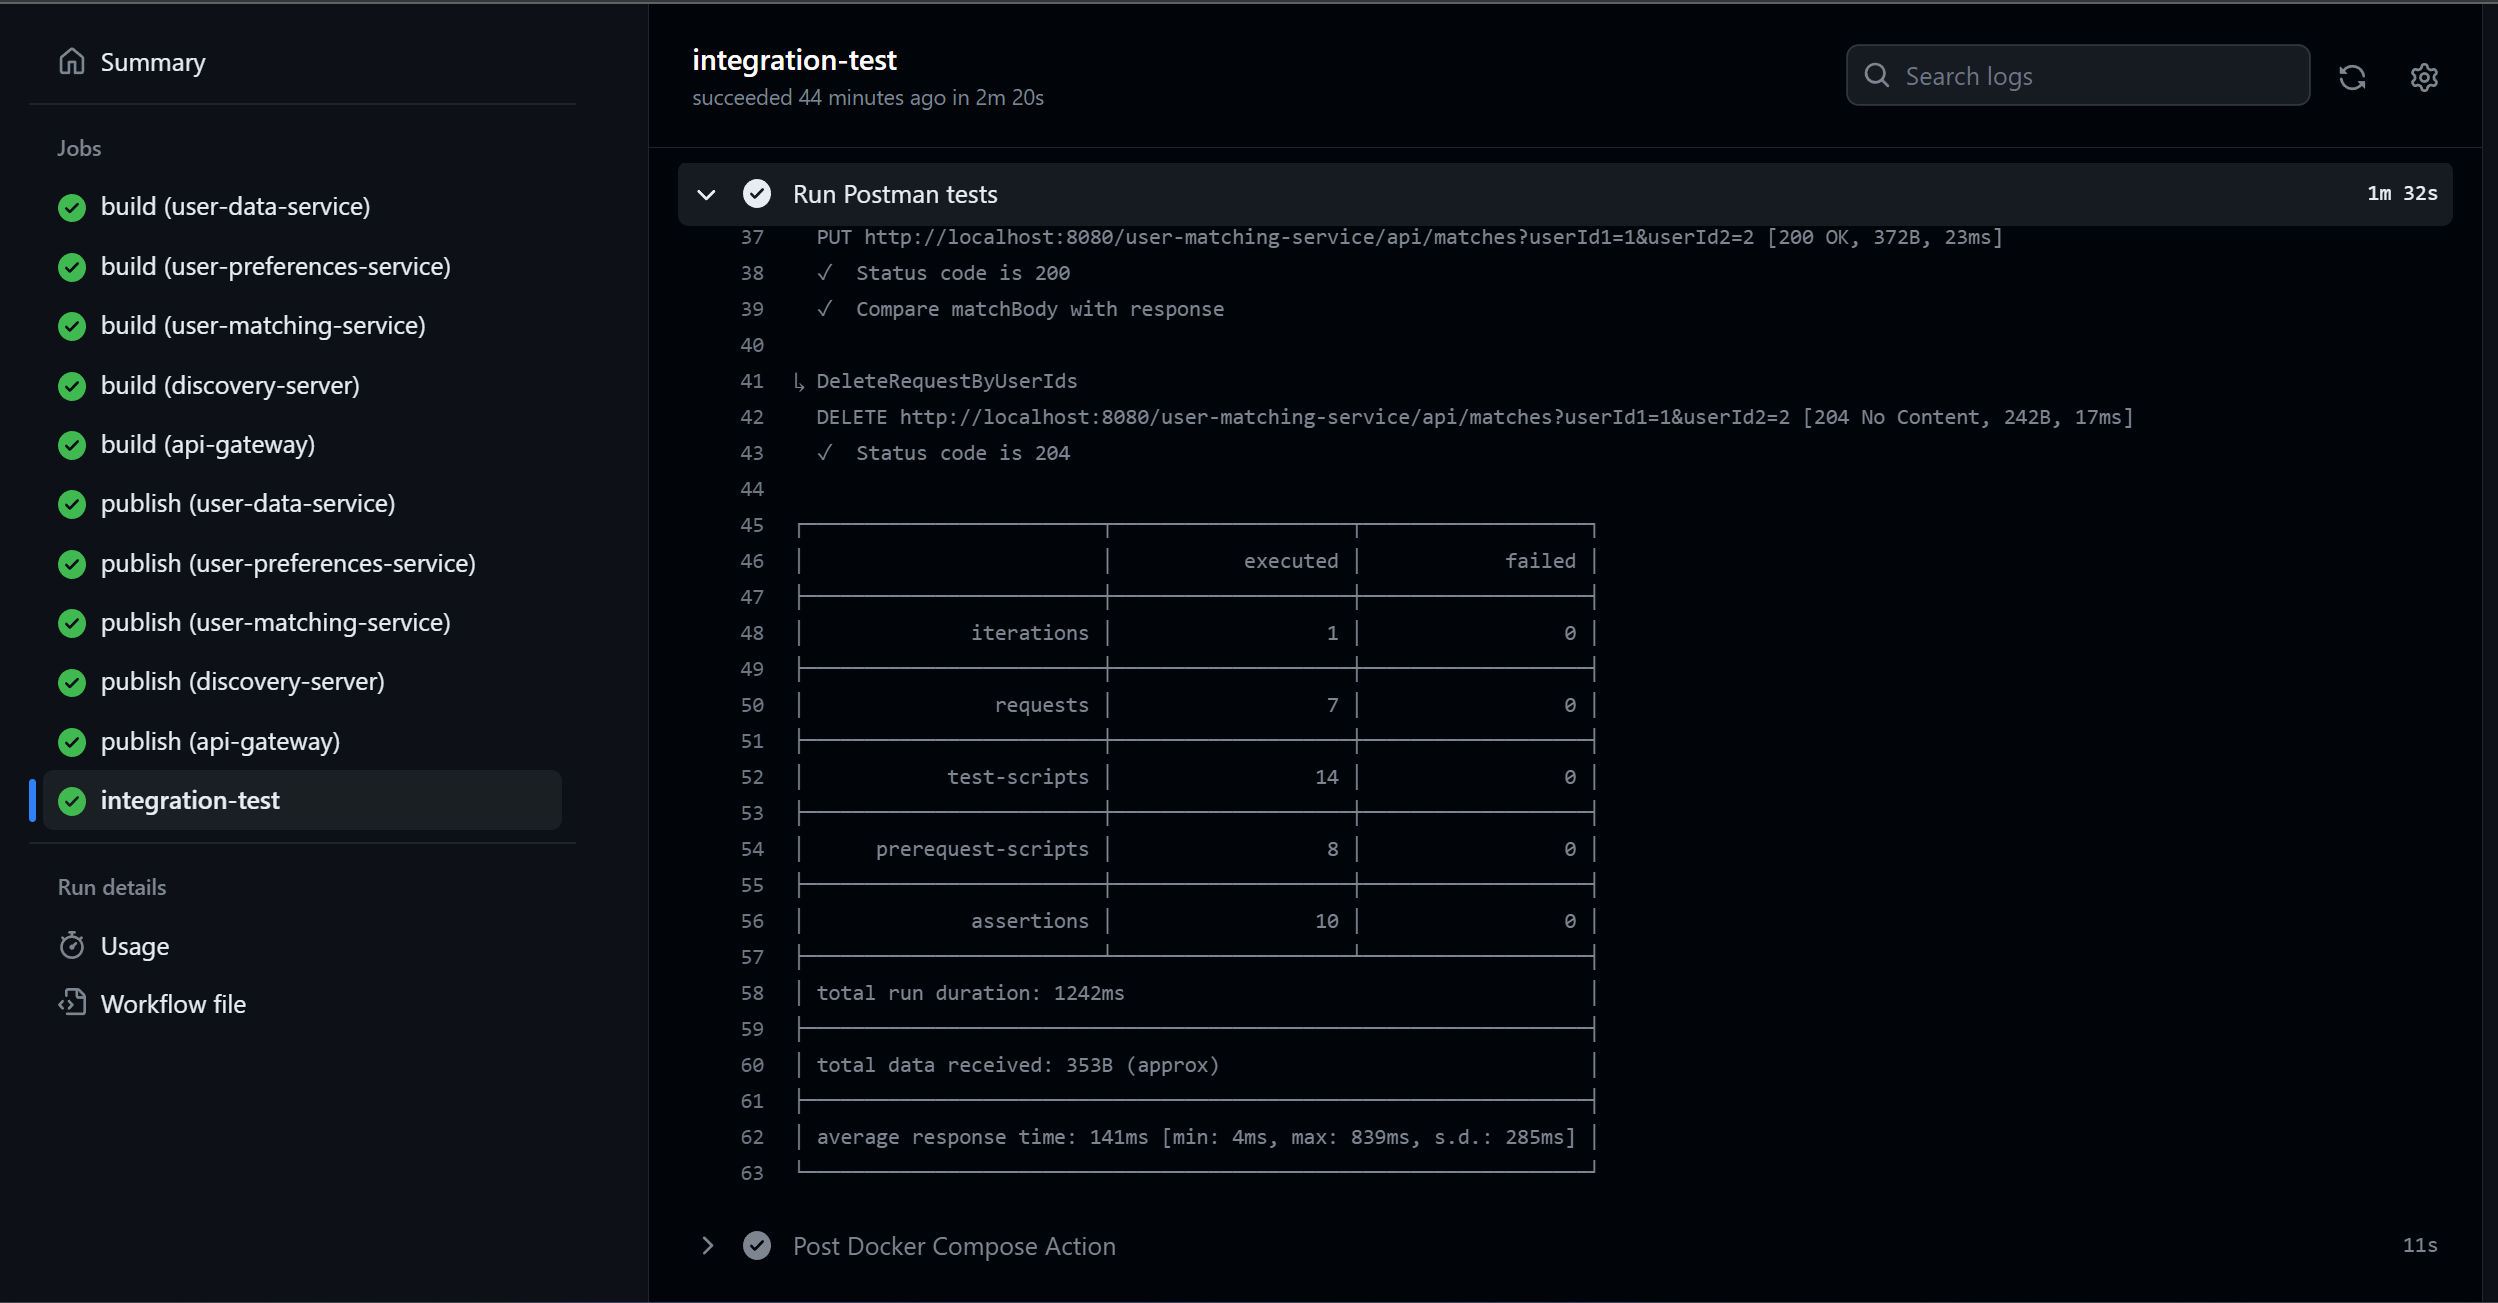 Summary
Jobs
build (user-data-service)
build (user-preferences-service)
build (user-matching-service)
build (discovery-server)
build (api-gateway)
publish (user-data-service)
publish (user-preferences-service)
publish (user-matching-service)
publish (discovery-server)
publish (api-gateway)
integration-test
Run details
Usage
Workflow file
integration-test
succeeded 44 minutes ago in 2m 20s
Search logs
Run Postman tests 1m 32s
37 PUT http://localhost:8080/user-matching-service/api/matches?userId1=1&userId2=2 [200 OK, 372B, 23ms]
38 ✓ Status code is 200
39 ✓ Compare matchBody with response
40
41 ↳ DeleteRequestByUserIds
42 DELETE http://localhost:8080/user-matching-service/api/matches?userId1=1&userId2=2 [204 No Content, 242B, 17ms]
43 ✓ Status code is 204
44
45
46 executed failed
47
48 iterations 1 0
49
50 requests 7 0
51
52 test-scripts 14 0
53
54 prerequest-scripts 8 0
55
56 assertions 10 0
57
58 total run duration: 1242ms
59
60 total data received: 353B (approx)
61
62 average response time: 141ms [min: 4ms, max: 839ms, s.d.: 285ms]
63
Post Docker Compose Action 11s